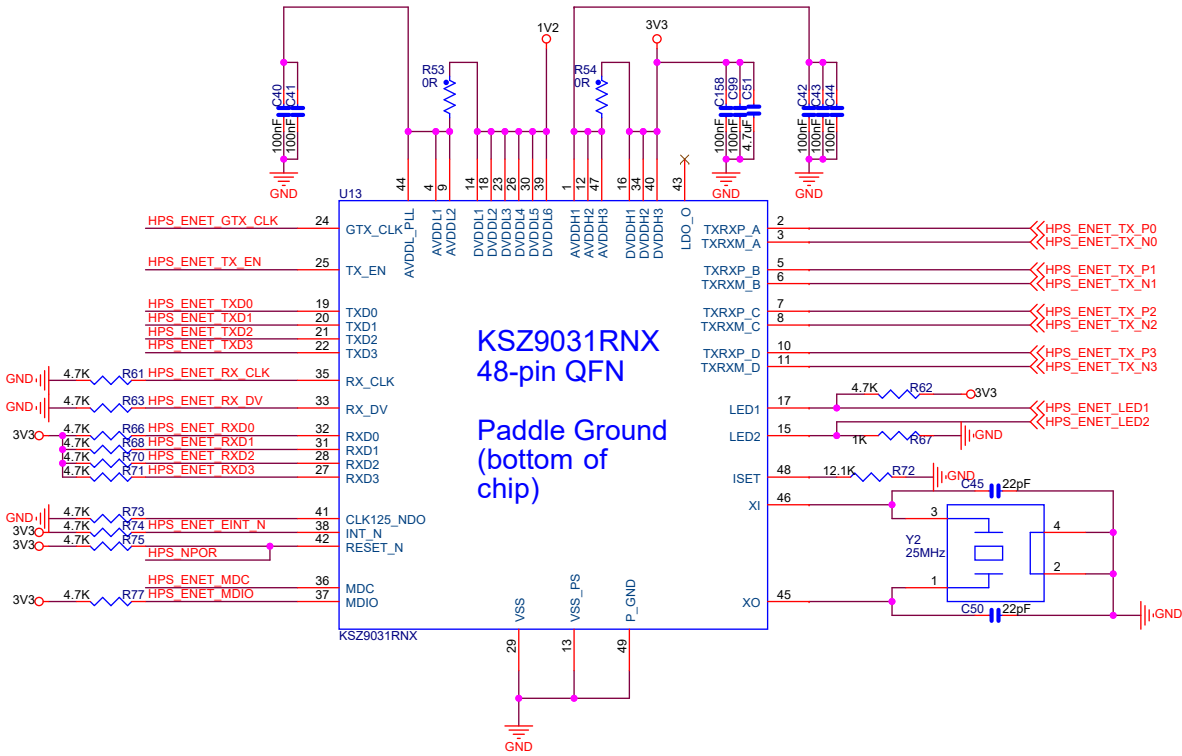 1V2
3V3
R53
0R
R54
0R
C40
C41
100nF
100nF
C158
C99
C51
100nF
100nF
4.7uF
C42
C43
C44
100nF
100nF
100nF
GND
GND
GND
44
4
9
14
18
23
26
30
39
1
12
47
16
34
40
43
U13
AVDDL_PLL
AVDDL1
AVDDL2
DVDDL1
DVDDL2
DVDDL3
DVDDL4
DVDDL5
DVDDL6
AVDDH1
AVDDH2
AVDDH3
DVDDH1
DVDDH2
DVDDH3
LDO_O
HPS_ENET_GTX_CLK 24 GTX_CLK
HPS_ENET_TX_EN 25 TX_EN
HPS_ENET_TXD0 19 TXD0
HPS_ENET_TXD1 20 TXD1
HPS_ENET_TXD2 21 TXD2
HPS_ENET_TXD3 22 TXD3
GND 4.7K R61 HPS_ENET_RX_CLK 35 RX_CLK
GND 4.7K R63 HPS_ENET_RX_DV 33 RX_DV
3V3 4.7K R66 HPS_ENET_RXD0 32 RXD0
4.7K R68 HPS_ENET_RXD1 31 RXD1
4.7K R70 HPS_ENET_RXD2 28 RXD2
4.7K R71 HPS_ENET_RXD3 27 RXD3
GND 4.7K R73 41 CLK125_NDO
3V3 4.7K R74 HPS_ENET_EINT_N 38 INT_N
3V3 4.7K R75 42 RESET_N
HPS_NPOR
HPS_ENET_MDC 36 MDC
3V3 4.7K R77 HPS_ENET_MDIO 37 MDIO
KSZ9031RNX
48-pin QFN
Paddle Ground
(bottom of
chip)
TXRXP_A 2 HPS_ENET_TX_P0
TXRXM_A 3 HPS_ENET_TX_N0
TXRXP_B 5 HPS_ENET_TX_P1
TXRXM_B 6 HPS_ENET_TX_N1
TXRXP_C 7 HPS_ENET_TX_P2
TXRXM_C 8 HPS_ENET_TX_N2
TXRXP_D 10 HPS_ENET_TX_P3
TXRXM_D 11 HPS_ENET_TX_N3
4.7K R62 3V3
LED1 17 HPS_ENET_LED1
HPS_ENET_LED2
LED2 15 1K R67 GND
ISET 48 12.1K R72 GND
C45 22pF
XI 46
3
4
Y2
25MHz
1
2
XO 45
C50 22pF
GND
VSS
VSS_PS
P_GND
KSZ9031RNX
29
13
49
GND